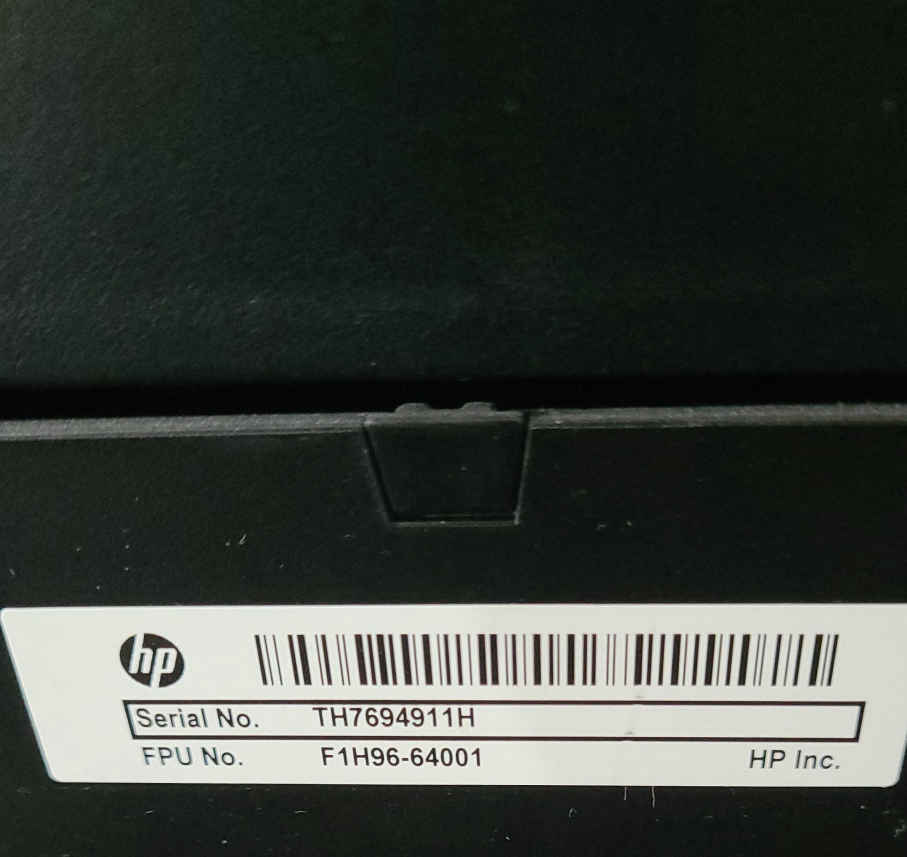 hp
Serial No. TH7694911H
FPU No. F1H96-64001 HP Inc.